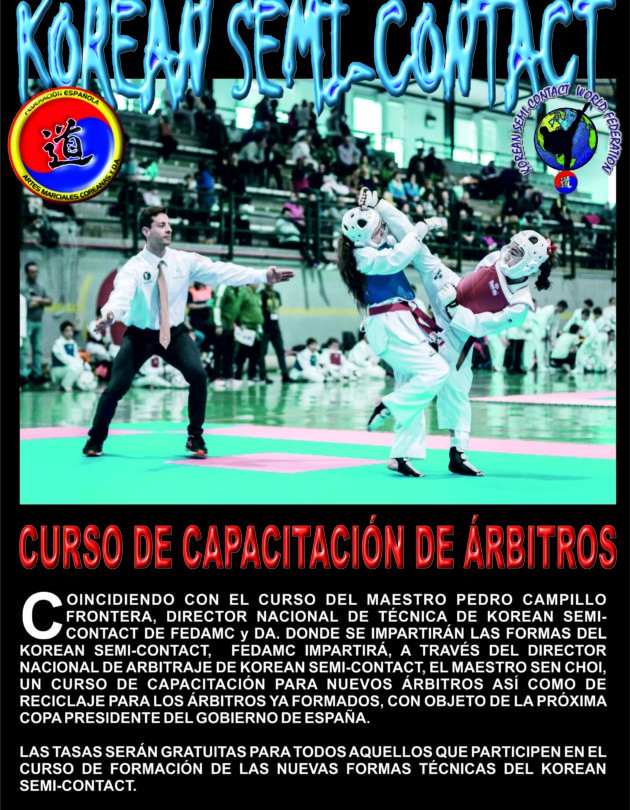 KOREAN SEMI-CONTACT
FEDERACIÓN ESPAÑOLA
道
ARTES MARCIALES COREANAS Y D.A.
KOREAN SEMI-CONTACT WORLD FEDERATION
CURSO DE CAPACITACIÓN DE ÁRBITROS
COINCIDIENDO CON EL CURSO DEL MAESTRO PEDRO CAMPILLO
FRONTERA, DIRECTOR NACIONAL DE TÉCNICA DE KOREAN SEMI-
CONTACT DE FEDAMC y DA. DONDE SE IMPARTIRÁN LAS FORMAS DEL
KOREAN SEMI-CONTACT, FEDAMC IMPARTIRÁ, A TRAVÉS DEL DIRECTOR
NACIONAL DE ARBITRAJE DE KOREAN SEMI-CONTACT, EL MAESTRO SEN CHOI,
UN CURSO DE CAPACITACIÓN PARA NUEVOS ÁRBITROS ASÍ COMO DE
RECICLAJE PARA LOS ÁRBITROS YA FORMADOS, CON OBJETO DE LA PRÓXIMA
COPA PRESIDENTE DEL GOBIERNO DE ESPAÑA.
LAS TASAS SERÁN GRATUITAS PARA TODOS AQUELLOS QUE PARTICIPEN EN EL
CURSO DE FORMACIÓN DE LAS NUEVAS FORMAS TÉCNICAS DEL KOREAN
SEMI-CONTACT.